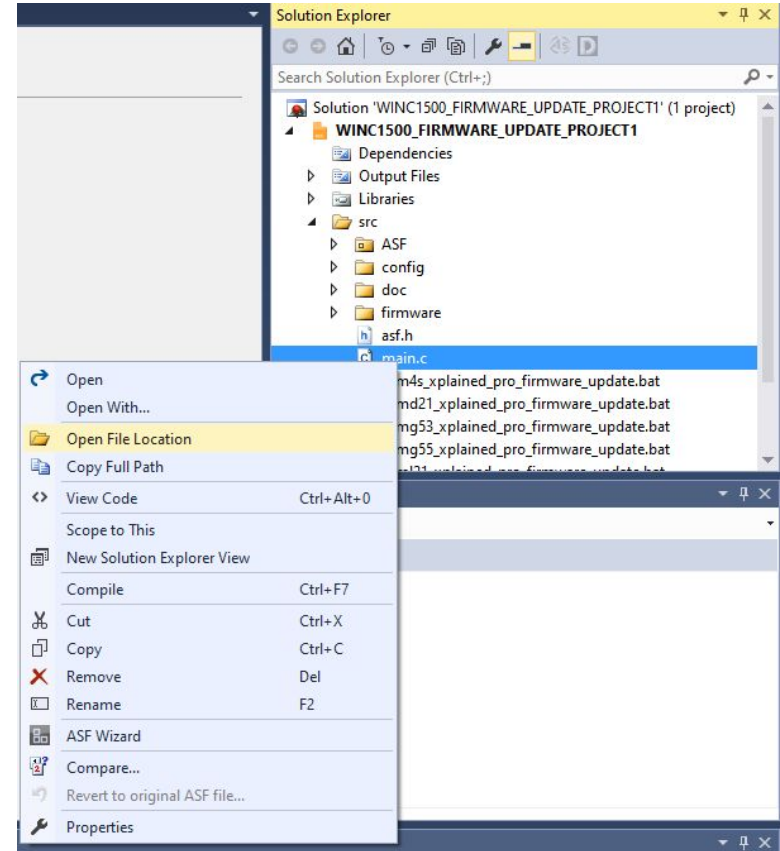 Solution Explorer
Search Solution Explorer (Ctrl+;)
Solution 'WINC1500_FIRMWARE_UPDATE_PROJECT1' (1 project)
WINC1500_FIRMWARE_UPDATE_PROJECT1
Dependencies
Output Files
Libraries
src
ASF
config
doc
firmware
asf.h
main.c
m4s_xplained_pro_firmware_update.bat
md21_xplained_pro_firmware_update.bat
mg53_xplained_pro_firmware_update.bat
mg55_xplained_pro_firmware_update.bat
Open
Open With...
Open File Location
Copy Full Path
View Code Ctrl+Alt+0
Scope to This
New Solution Explorer View
Compile Ctrl+F7
Cut Ctrl+X
Copy Ctrl+C
Remove Del
Rename F2
ASF Wizard
Compare...
Revert to original ASF file...
Properties